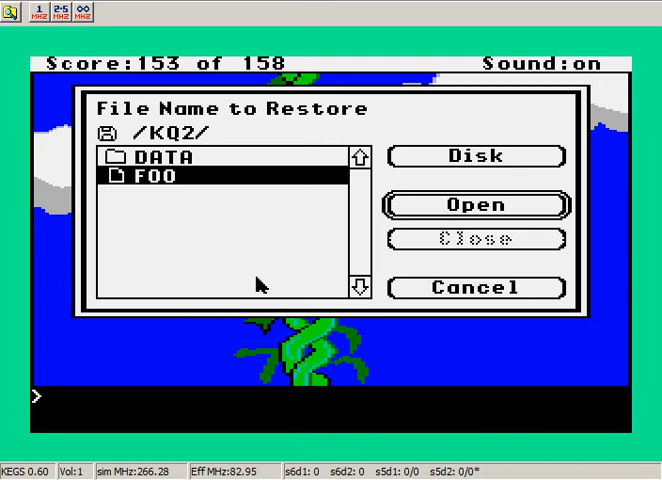 1 MHZ 2·5 MHZ ∞ MHZ
Score:153 of 158 Sound:on
File Name to Restore
/KQ2/
DATA
FOO
Disk
Open
Close
Cancel
>
KEGS 0.60 Vol:1 sim MHz:266.28 Eff MHz:82.95 s6d1: 0 s6d2: 0 s5d1: 0/0 s5d2: 0/0*